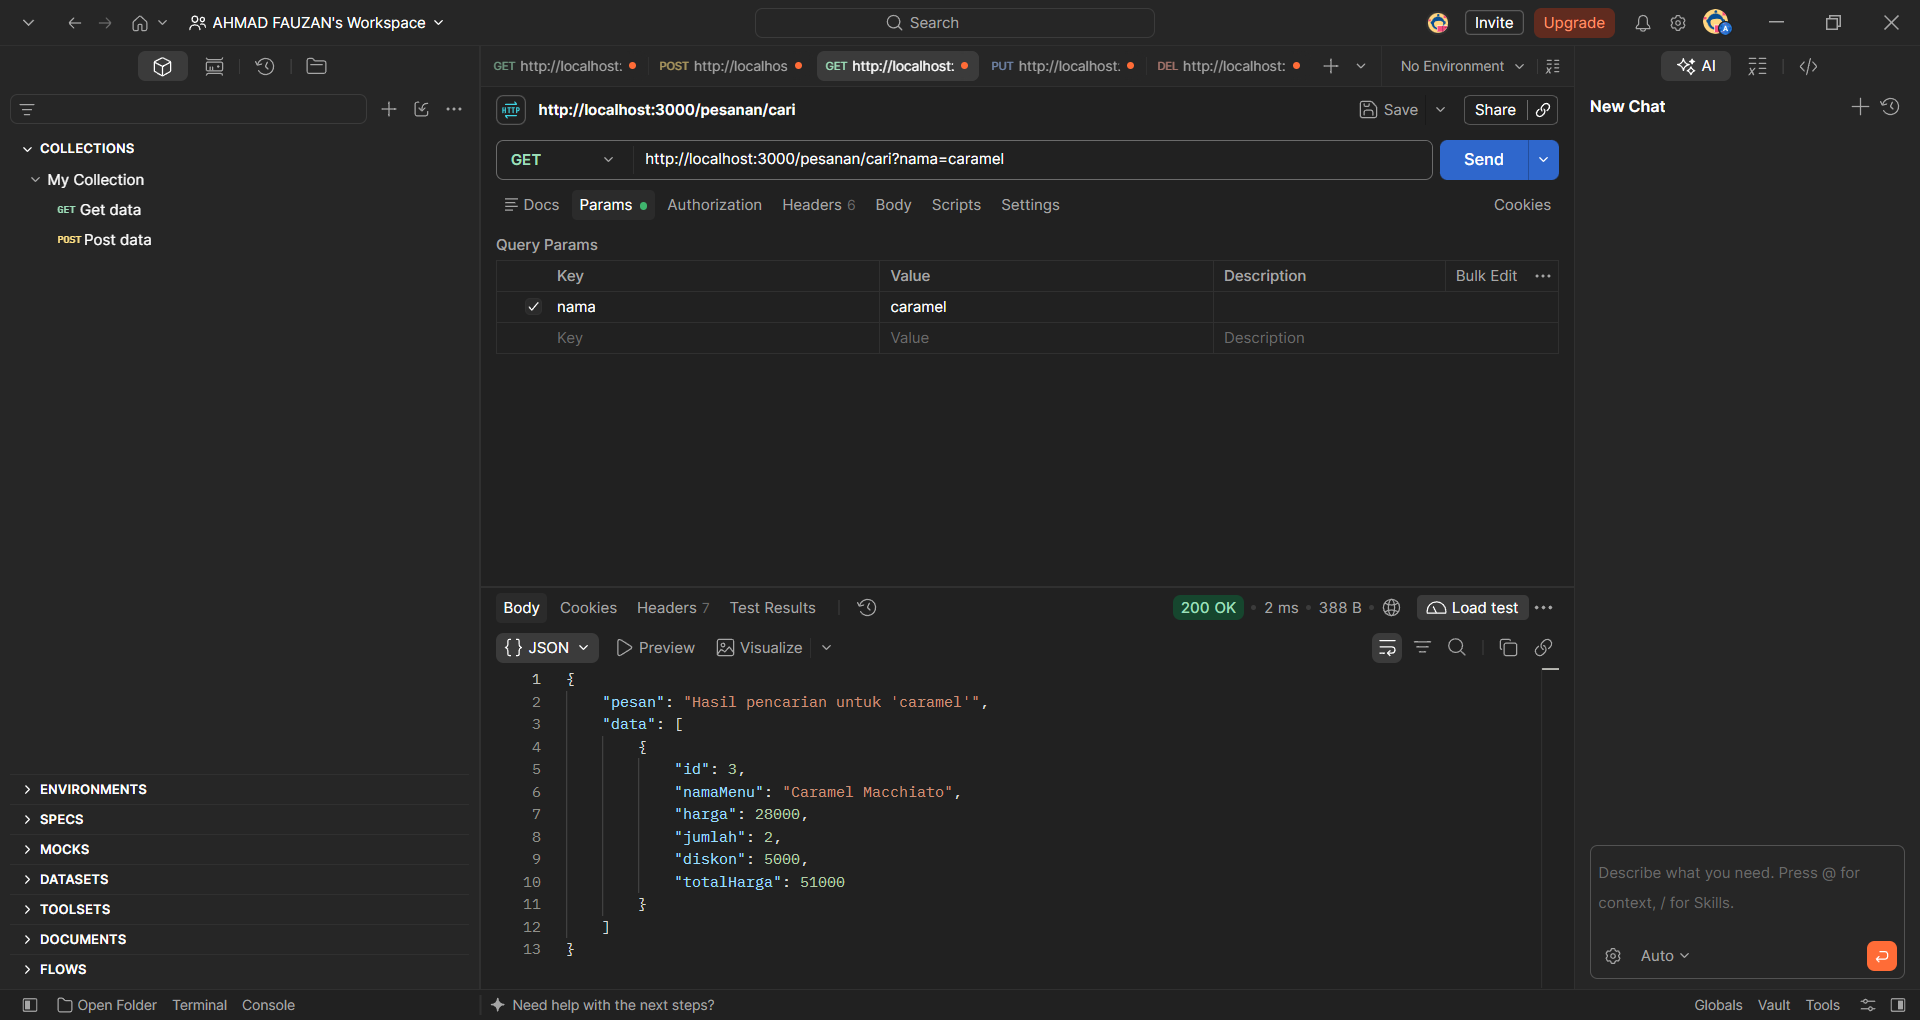 AHMAD FAUZAN's Workspace
Search
Invite
Upgrade
GET http://localhost:
POST http://localhos
GET http://localhost:
PUT http://localhost:
DEL http://localhost:
No Environment
AI
COLLECTIONS
My Collection
GET Get data
POST Post data
ENVIRONMENTS
SPECS
MOCKS
DATASETS
TOOLSETS
DOCUMENTS
FLOWS
HTTP http://localhost:3000/pesanan/cari
Save
Share
GET http://localhost:3000/pesanan/cari?nama=caramel
Send
Docs Params Authorization Headers 6 Body Scripts Settings
Cookies
Query Params
Key Value Description Bulk Edit
nama caramel
Key Value Description
Body Cookies Headers 7 Test Results
200 OK • 2 ms • 388 B
Load test
{} JSON Preview Visualize
1 {
2 "pesan": "Hasil pencarian untuk 'caramel'",
3 "data": [
4 {
5 "id": 3,
6 "namaMenu": "Caramel Macchiato",
7 "harga": 28000,
8 "jumlah": 2,
9 "diskon": 5000,
10 "totalHarga": 51000
11 }
12 ]
13 }
New Chat
Describe what you need. Press @ for
context, / for Skills.
Auto
Open Folder Terminal Console
Need help with the next steps?
Globals Vault Tools